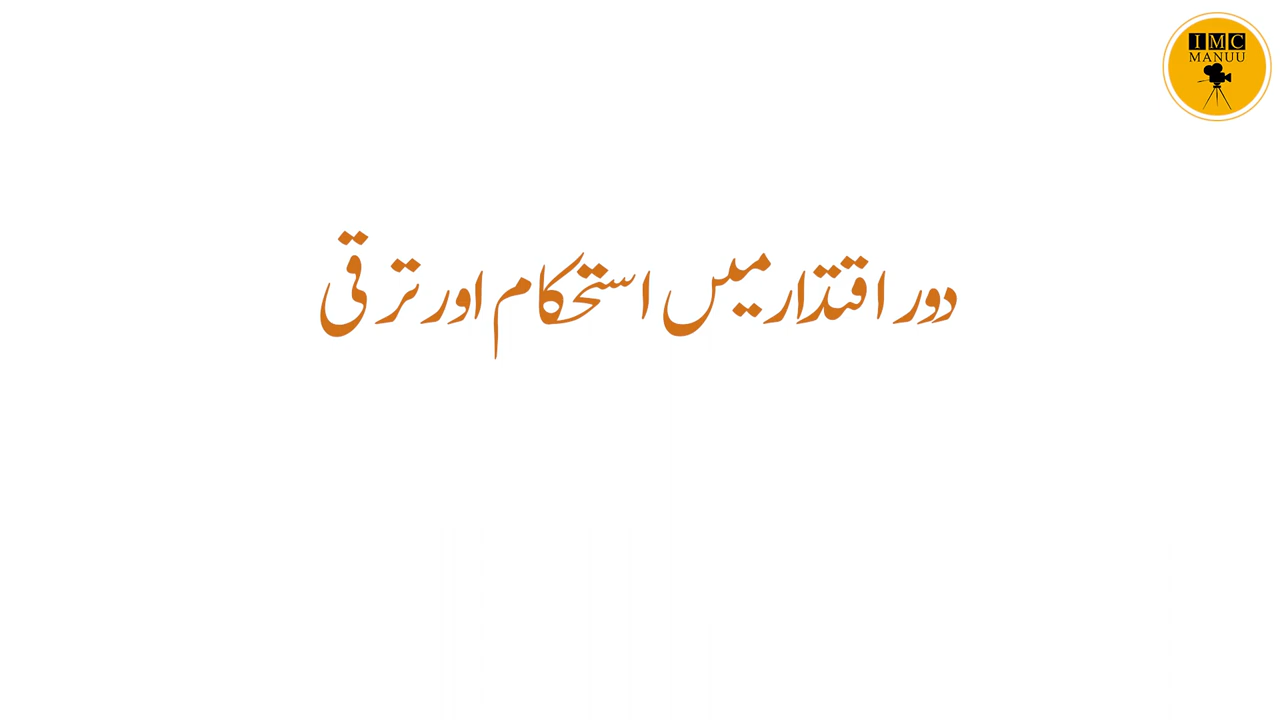 IMC
MANUU
دور اقتدار میں استحکام اور ترقی